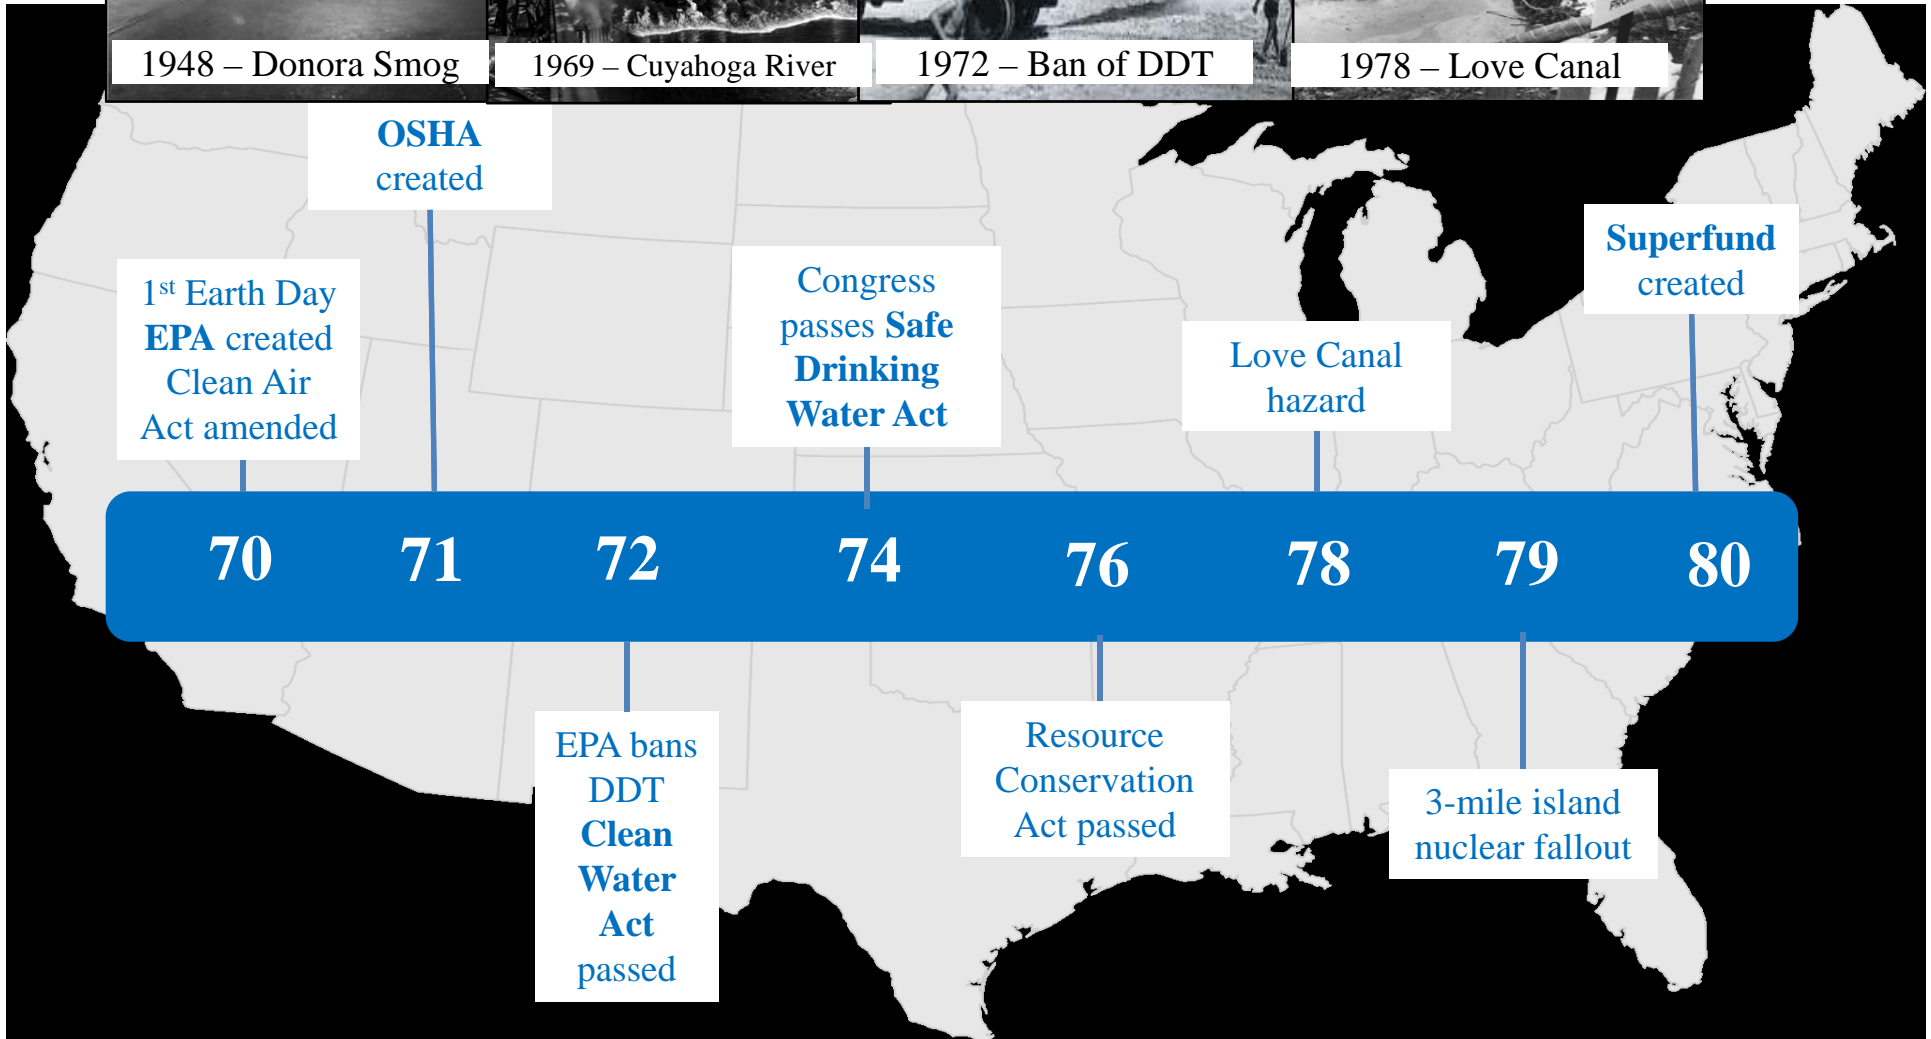 1948 – Donora Smog
1969 – Cuyahoga River
1972 – Ban of DDT
1978 – Love Canal
OSHA
created
1st Earth Day
EPA created
Clean Air
Act amended
Congress
passes Safe
Drinking
Water Act
Love Canal
hazard
Superfund
created
70
71
72
74
76
78
79
80
EPA bans
DDT
Clean
Water
Act
passed
Resource
Conservation
Act passed
3-mile island
nuclear fallout